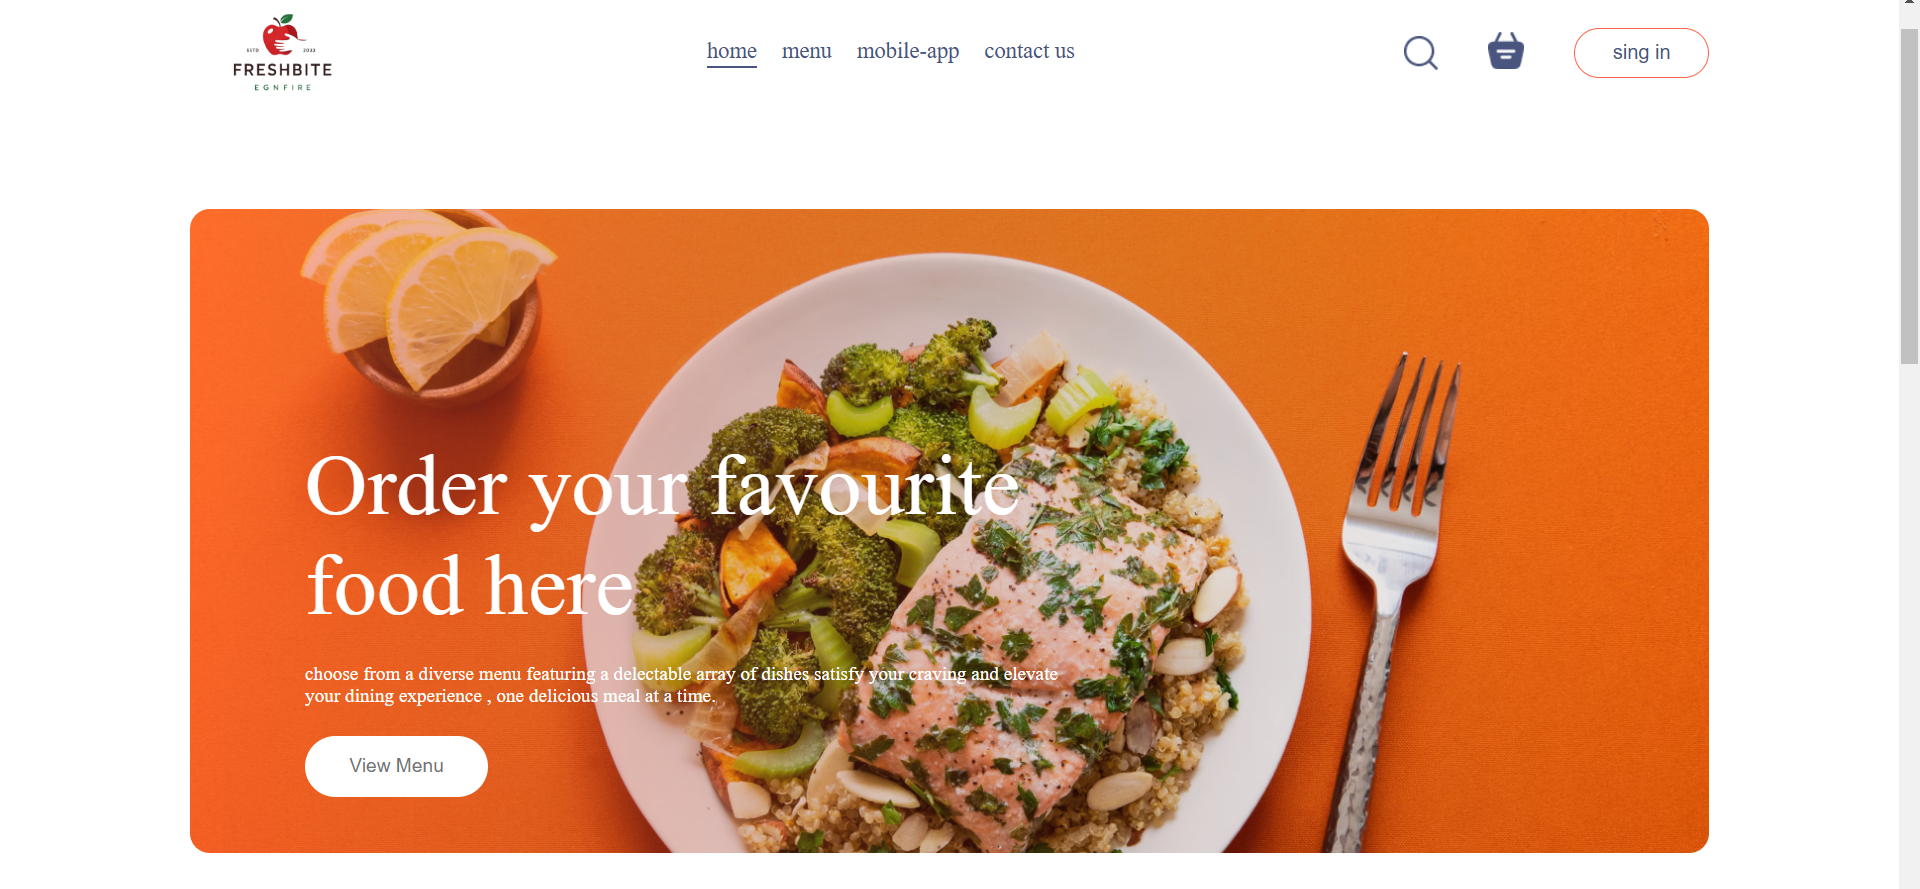 ESTD 2022
FRESHBITE
EGNFIRE
home menu mobile-app contact us
sing in
Order your favourite
food here
choose from a diverse menu featuring a delectable array of dishes satisfy your craving and elevate
your dining experience , one delicious meal at a time.
View Menu